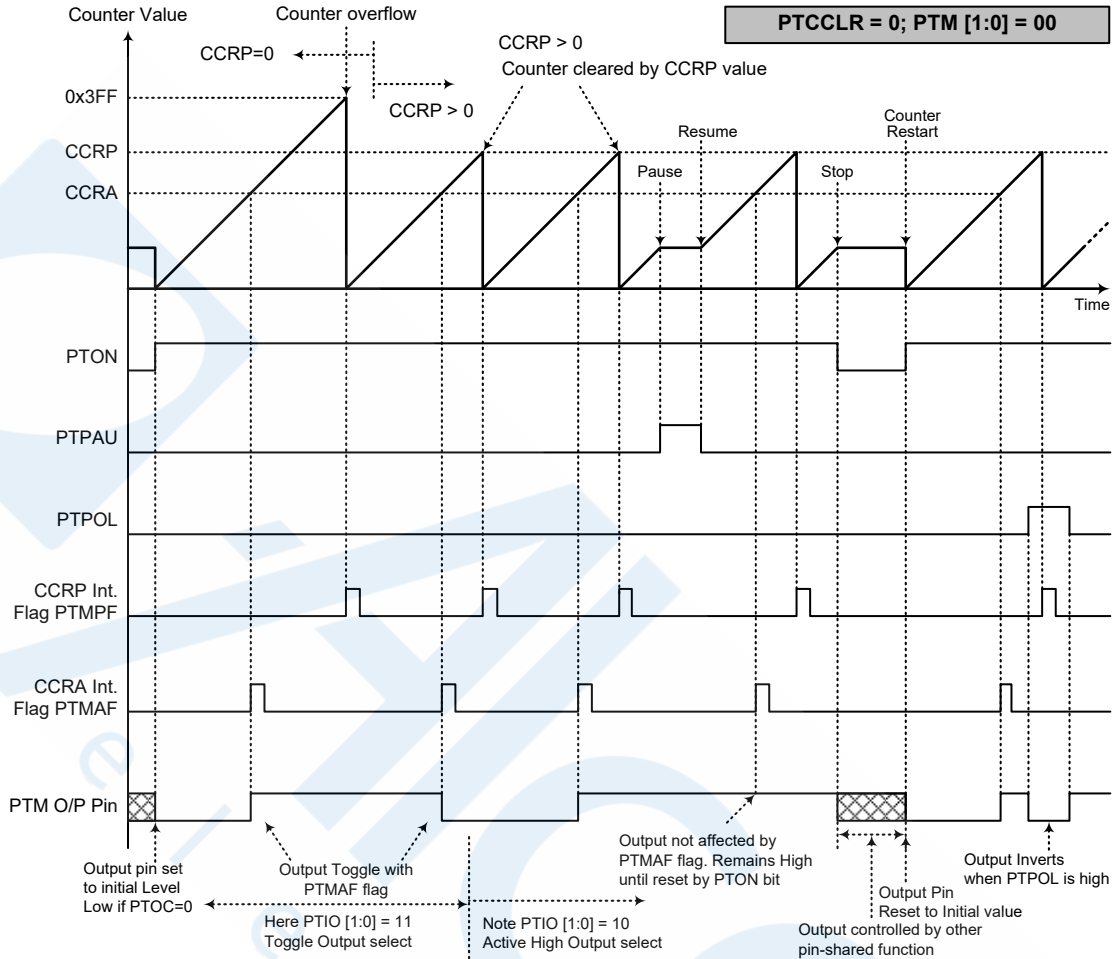 Counter Value
Counter overflow
PTCCLR = 0; PTM [1:0] = 00
CCRP=0
CCRP > 0
CCRP > 0
Counter cleared by CCRP value
0x3FF
CCRP
CCRA
Pause
Resume
Stop
Counter
Restart
Time
PTON
PTPAU
PTPOL
CCRP Int.
Flag PTMPF
CCRA Int.
Flag PTMAF
PTM O/P Pin
Output pin set
to initial Level
Low if PTOC=0
Output Toggle with
PTMAF flag
Here PTIO [1:0] = 11
Toggle Output select
Note PTIO [1:0] = 10
Active High Output select
Output not affected by
PTMAF flag. Remains High
until reset by PTON bit
Output Pin
Reset to Initial value
Output controlled by other
pin-shared function
Output Inverts
when PTPOL is high